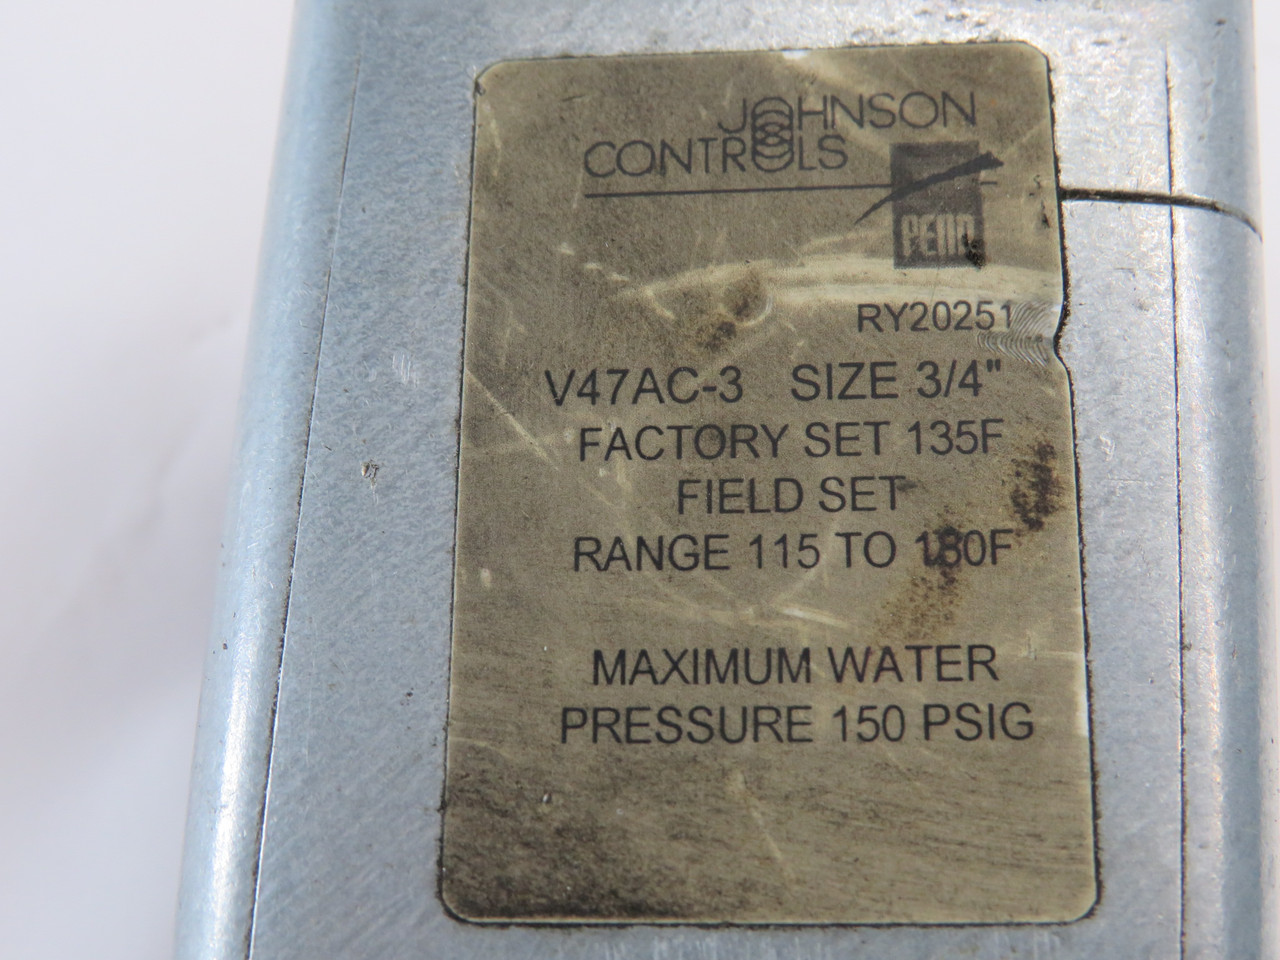 JOHNSON
CONTROLS
PENN
RY20251
V47AC-3 SIZE 3/4"
FACTORY SET 135F
FIELD SET
RANGE 115 TO 180F
MAXIMUM WATER
PRESSURE 150 PSIG